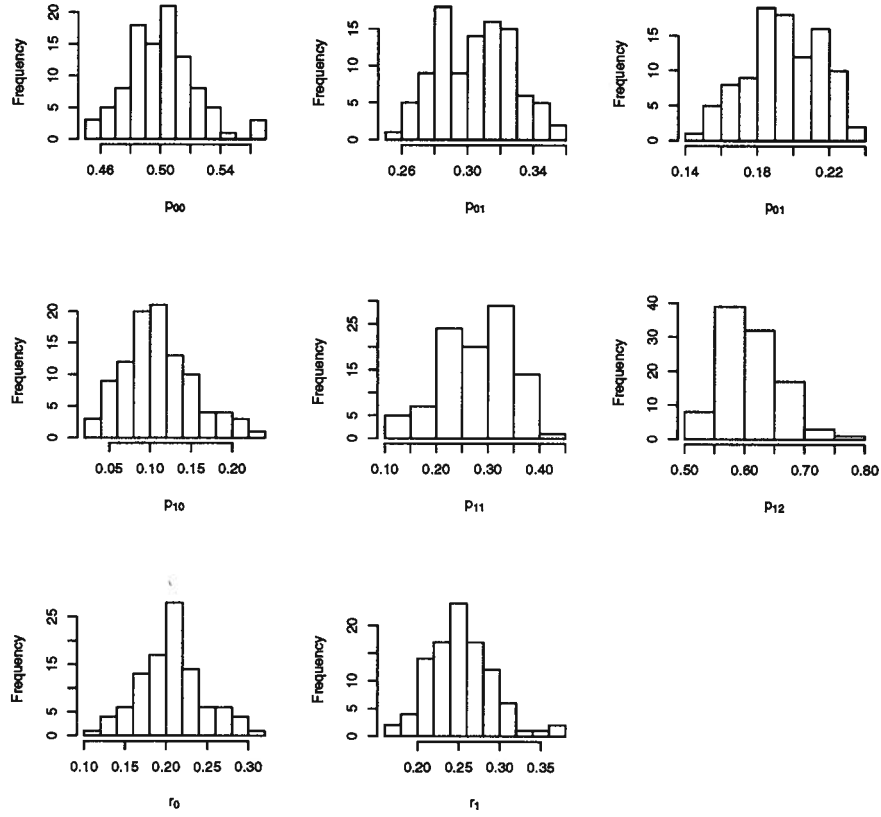 Frequency
0 5 10 15 20
0.46 0.50 0.54
p00
Frequency
0 5 10 15
0.26 0.30 0.34
p01
Frequency
0 5 10 15
0.14 0.18 0.22
p01
Frequency
0 5 10 15 20
0.05 0.10 0.15 0.20
p10
Frequency
0 5 15 25
0.10 0.20 0.30 0.40
p11
Frequency
0 10 20 30 40
0.50 0.60 0.70 0.80
p12
Frequency
0 5 15 25
0.10 0.15 0.20 0.25 0.30
r0
Frequency
0 5 10 20
0.20 0.25 0.30 0.35
r1